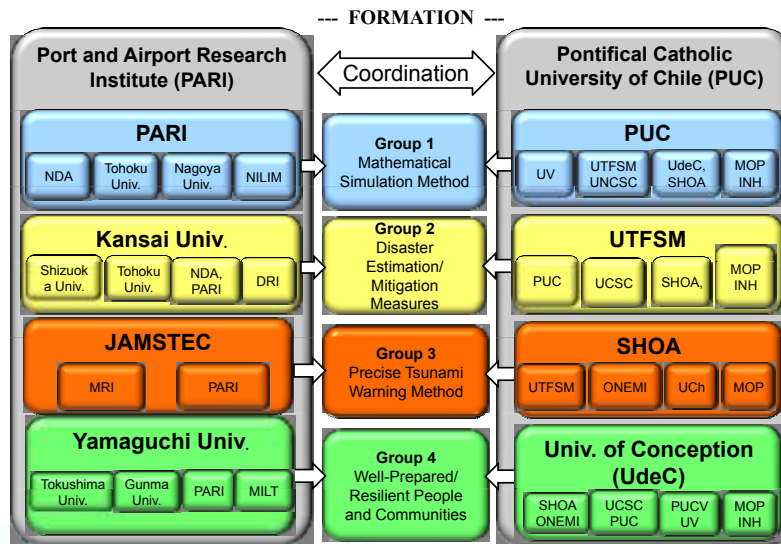 --- FORMATION ---
Port and Airport Research
Institute (PARI)
Coordination
Pontifical Catholic
University of Chile (PUC)
PARI
NDA
Tohoku
Univ.
Nagoya
Univ.
NILIM
Group 1
Mathematical
Simulation Method
PUC
UV
UTFSM
UNCSC
UdeC,
SHOA
MOP
INH
Kansai Univ.
Shizuok
a Univ.
Tohoku
Univ.
NDA,
PARI
DRI
Group 2
Disaster
Estimation/
Mitigation
Measures
UTFSM
PUC
UCSC
SHOA,
MOP
INH
JAMSTEC
MRI
PARI
Group 3
Precise Tsunami
Warning Method
SHOA
UTFSM
ONEMI
UCh
MOP
Yamaguchi Univ.
Tokushima
Univ.
Gunma
Univ.
PARI
MILT
Group 4
Well-Prepared/
Resilient People
and Communities
Univ. of Conception
(UdeC)
SHOA
ONEMI
UCSC
PUC
PUCV
UV
MOP
INH